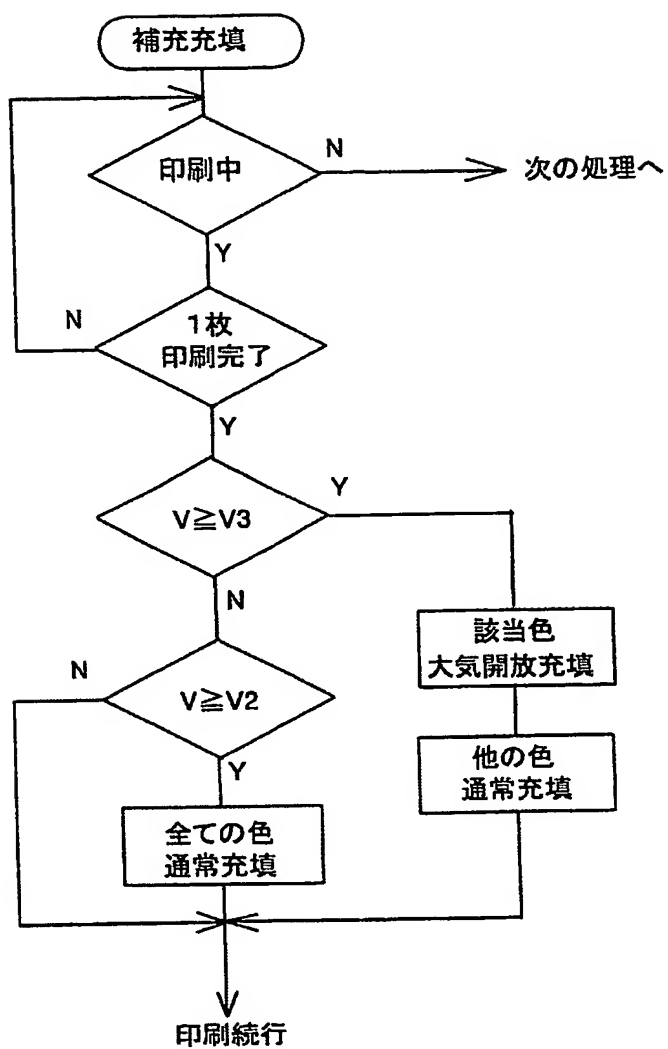 補充充填
印刷中
N
次の処理へ
Y
N
1枚
印刷完了
Y
V≧V3
Y
N
該当色
大気開放充填
N
V≧V2
Y
他の色
通常充填
全ての色
通常充填
印刷続行